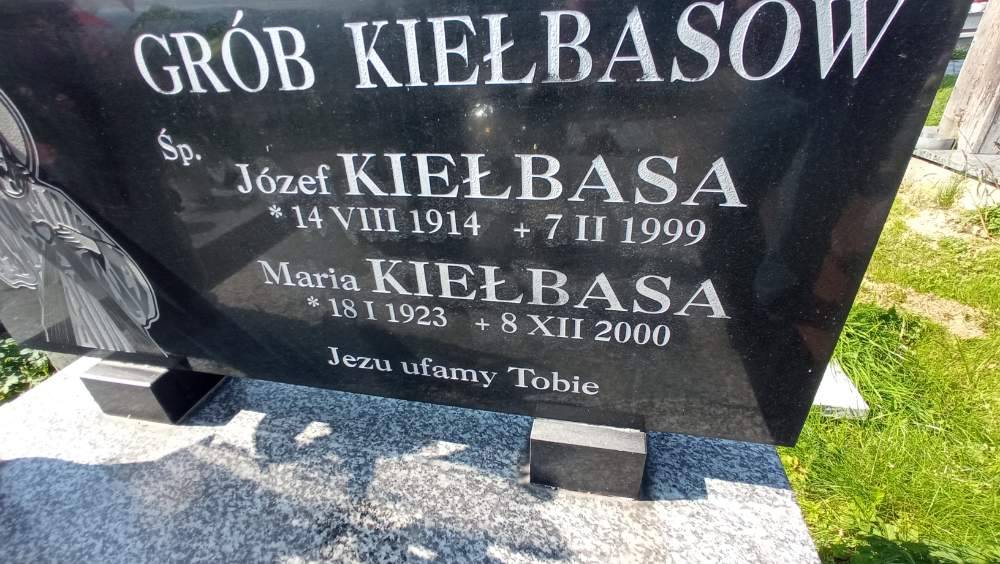 GRÓB KIEŁBASÓW
Śp.
Józef KIEŁBASA
* 14 VIII 1914 + 7 II 1999
Maria KIEŁBASA
* 18 I 1923 + 8 XII 2000
Jezu ufamy Tobie